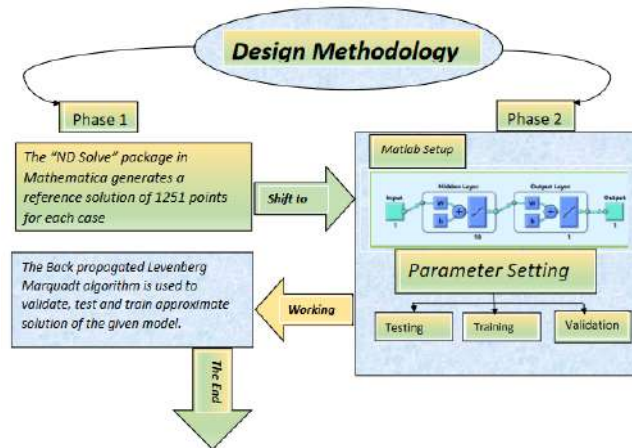 Design Methodology
Phase 1
Phase 2
The "ND Solve" package in
Mathematica generates a
reference solution of 1251 points
for each case
Shift to
Matlab Setup
Hidden Layer
Output Layer
Input
Output
W
b
W
b
1
10
1
1
Parameter Setting
Testing
Training
Validation
The Back propagated Levenberg
Marquadt algorithm is used to
validate, test and train approximate
solution of the given model.
Working
The End